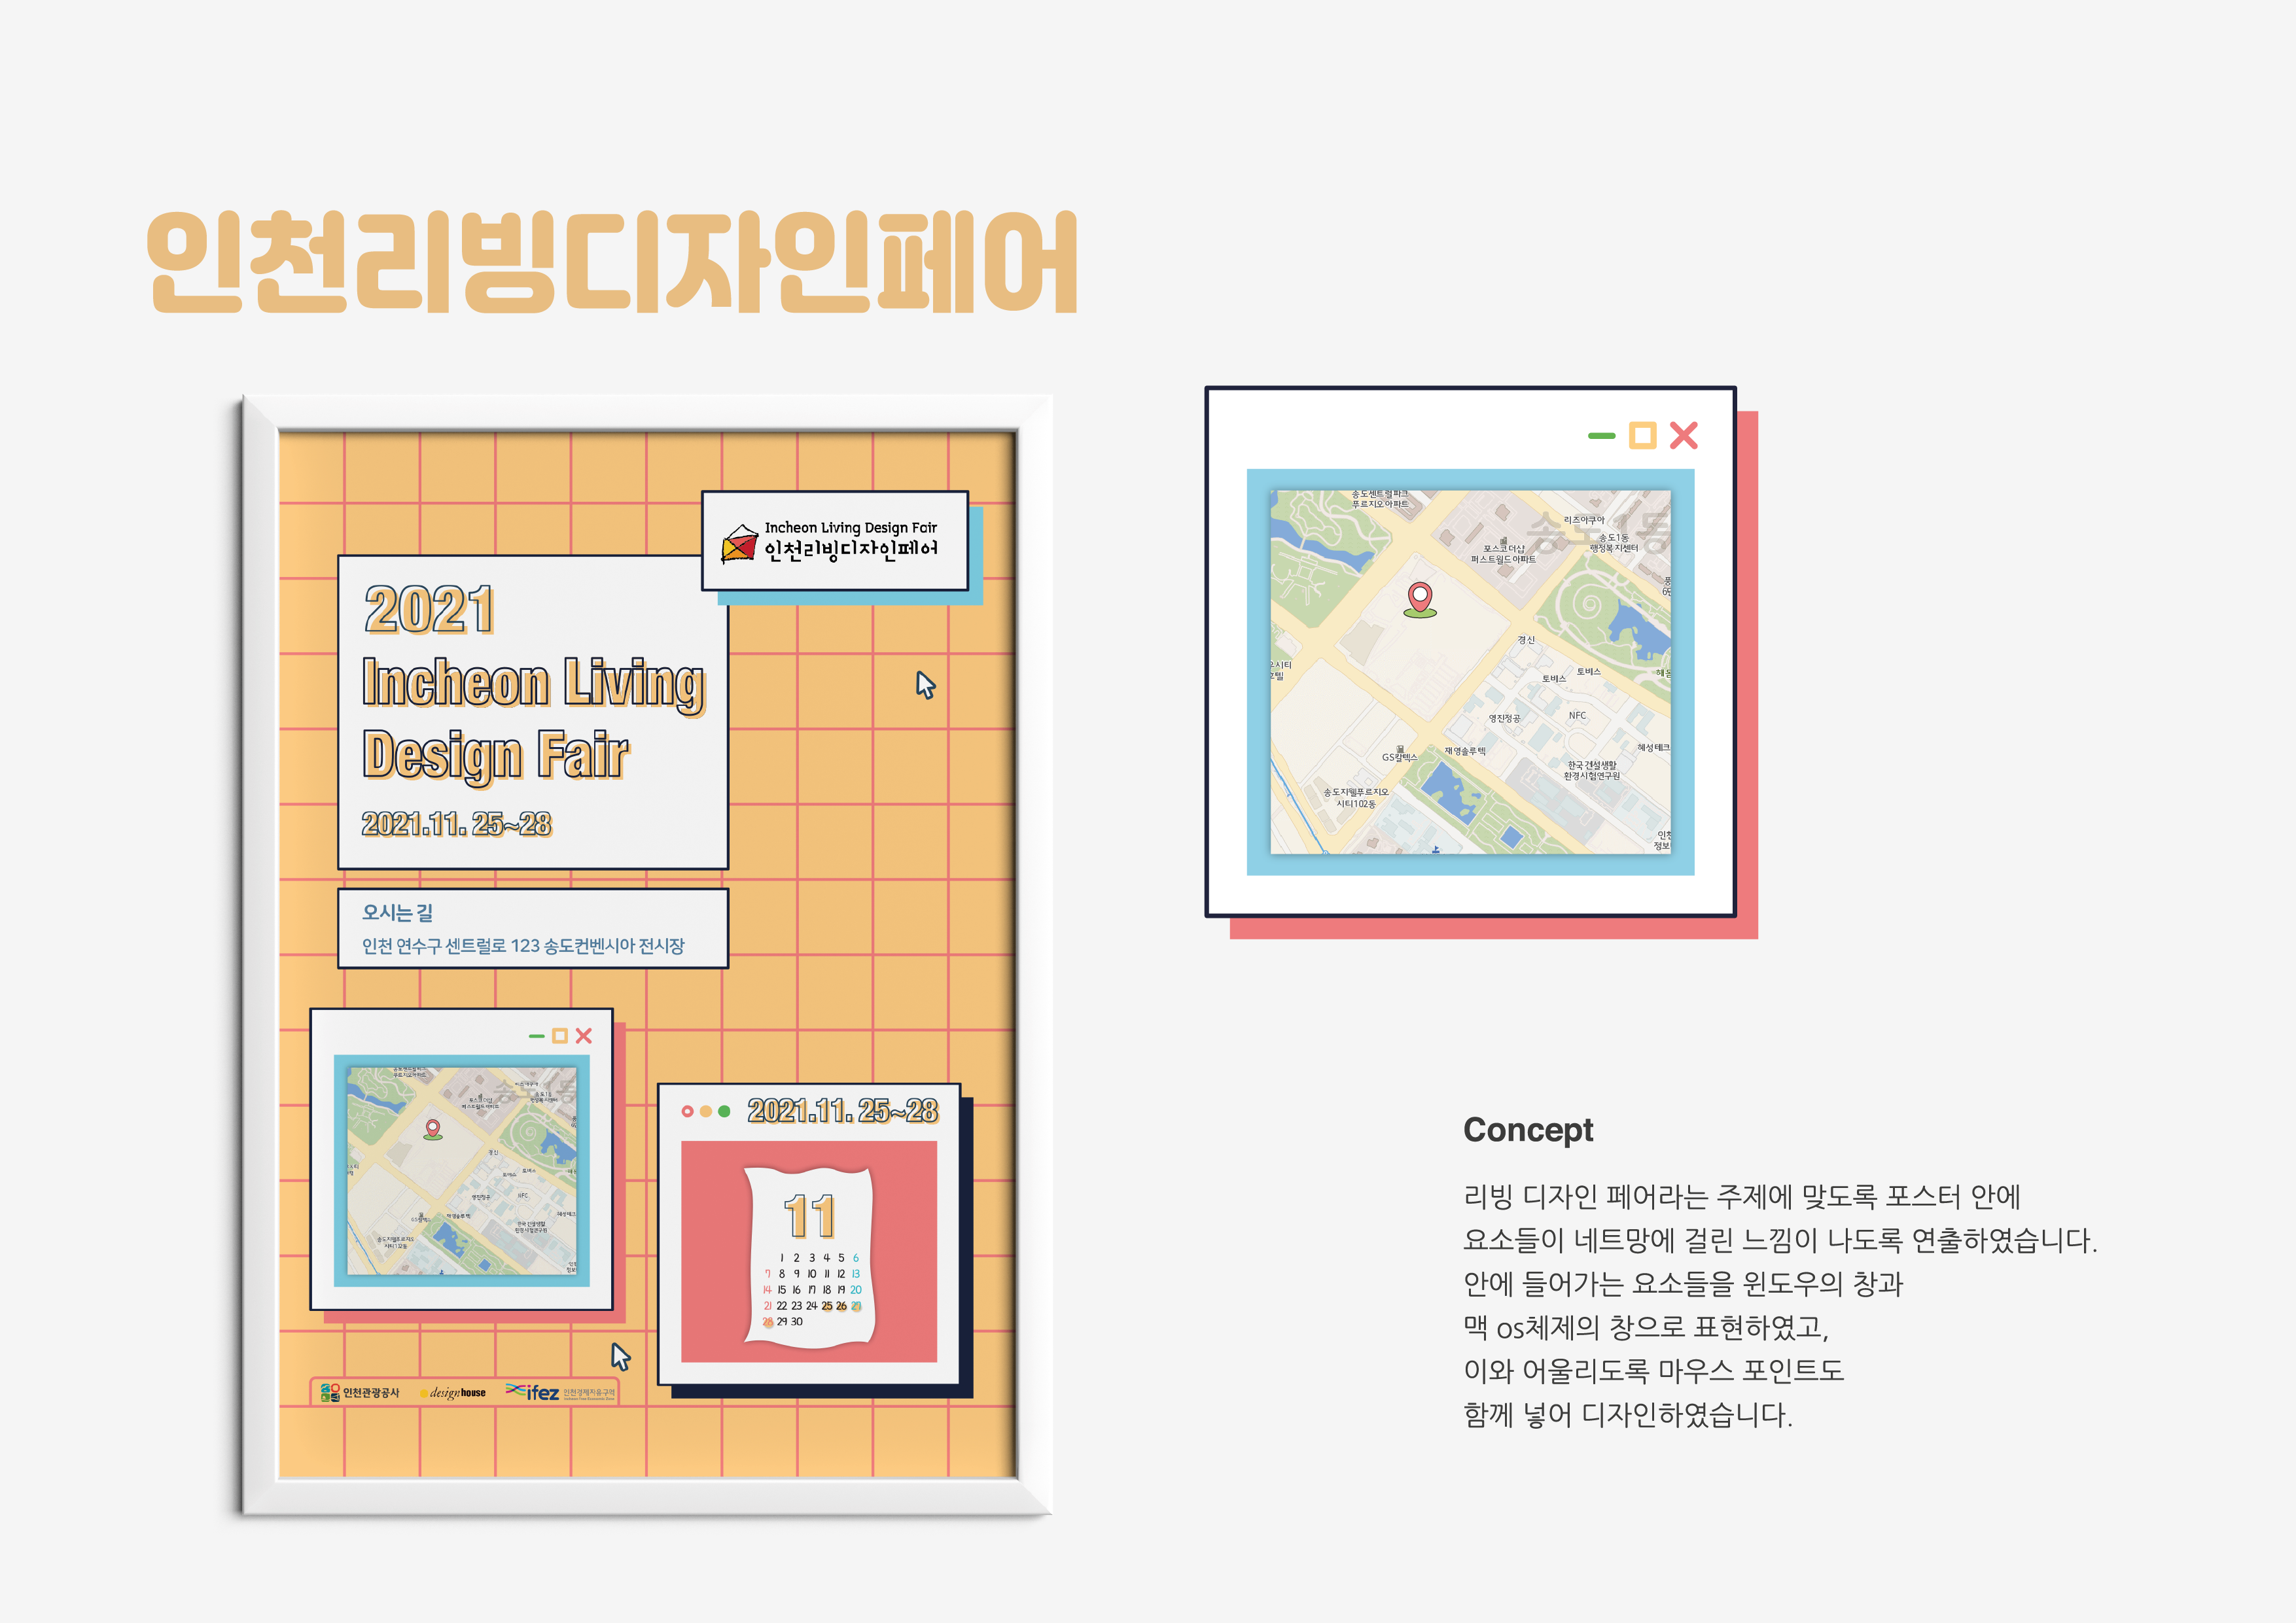 인천리빙디자인페어
Incheon Living Design Fair
인천리빙디자인페어
2021
Incheon Living
Design Fair
2021.11. 25~28
오시는 길
인천 연수구 센트럴로 123 송도컨벤시아 전시장
2021.11. 25~28
11
1 2 3 4 5 6
7 8 9 10 11 12 13
14 15 16 17 18 19 20
21 22 23 24 25 26 27
28 29 30
인천관광공사
designhouse
ifez 인천경제자유구역
송도센트럴파크
푸르지오아파트
리즈아쿠아
송도1동
송도1동
행정복지센터
포스코더샵
퍼스트월드아파트
경신
토벼스
토벼스
영진정공
NFC
GS칼텍스
재영솔루텍
혜성테크
한국건설생활
환경시험연구원
송도지웰푸르지오
시티102동
Concept
리빙 디자인 페어라는 주제에 맞도록 포스터 안에
요소들이 네트망에 걸린 느낌이 나도록 연출하였습니다.
안에 들어가는 요소들을 윈도우의 창과
맥 os체제의 창으로 표현하였고,
이와 어울리도록 마우스 포인트도
함께 넣어 디자인하였습니다.